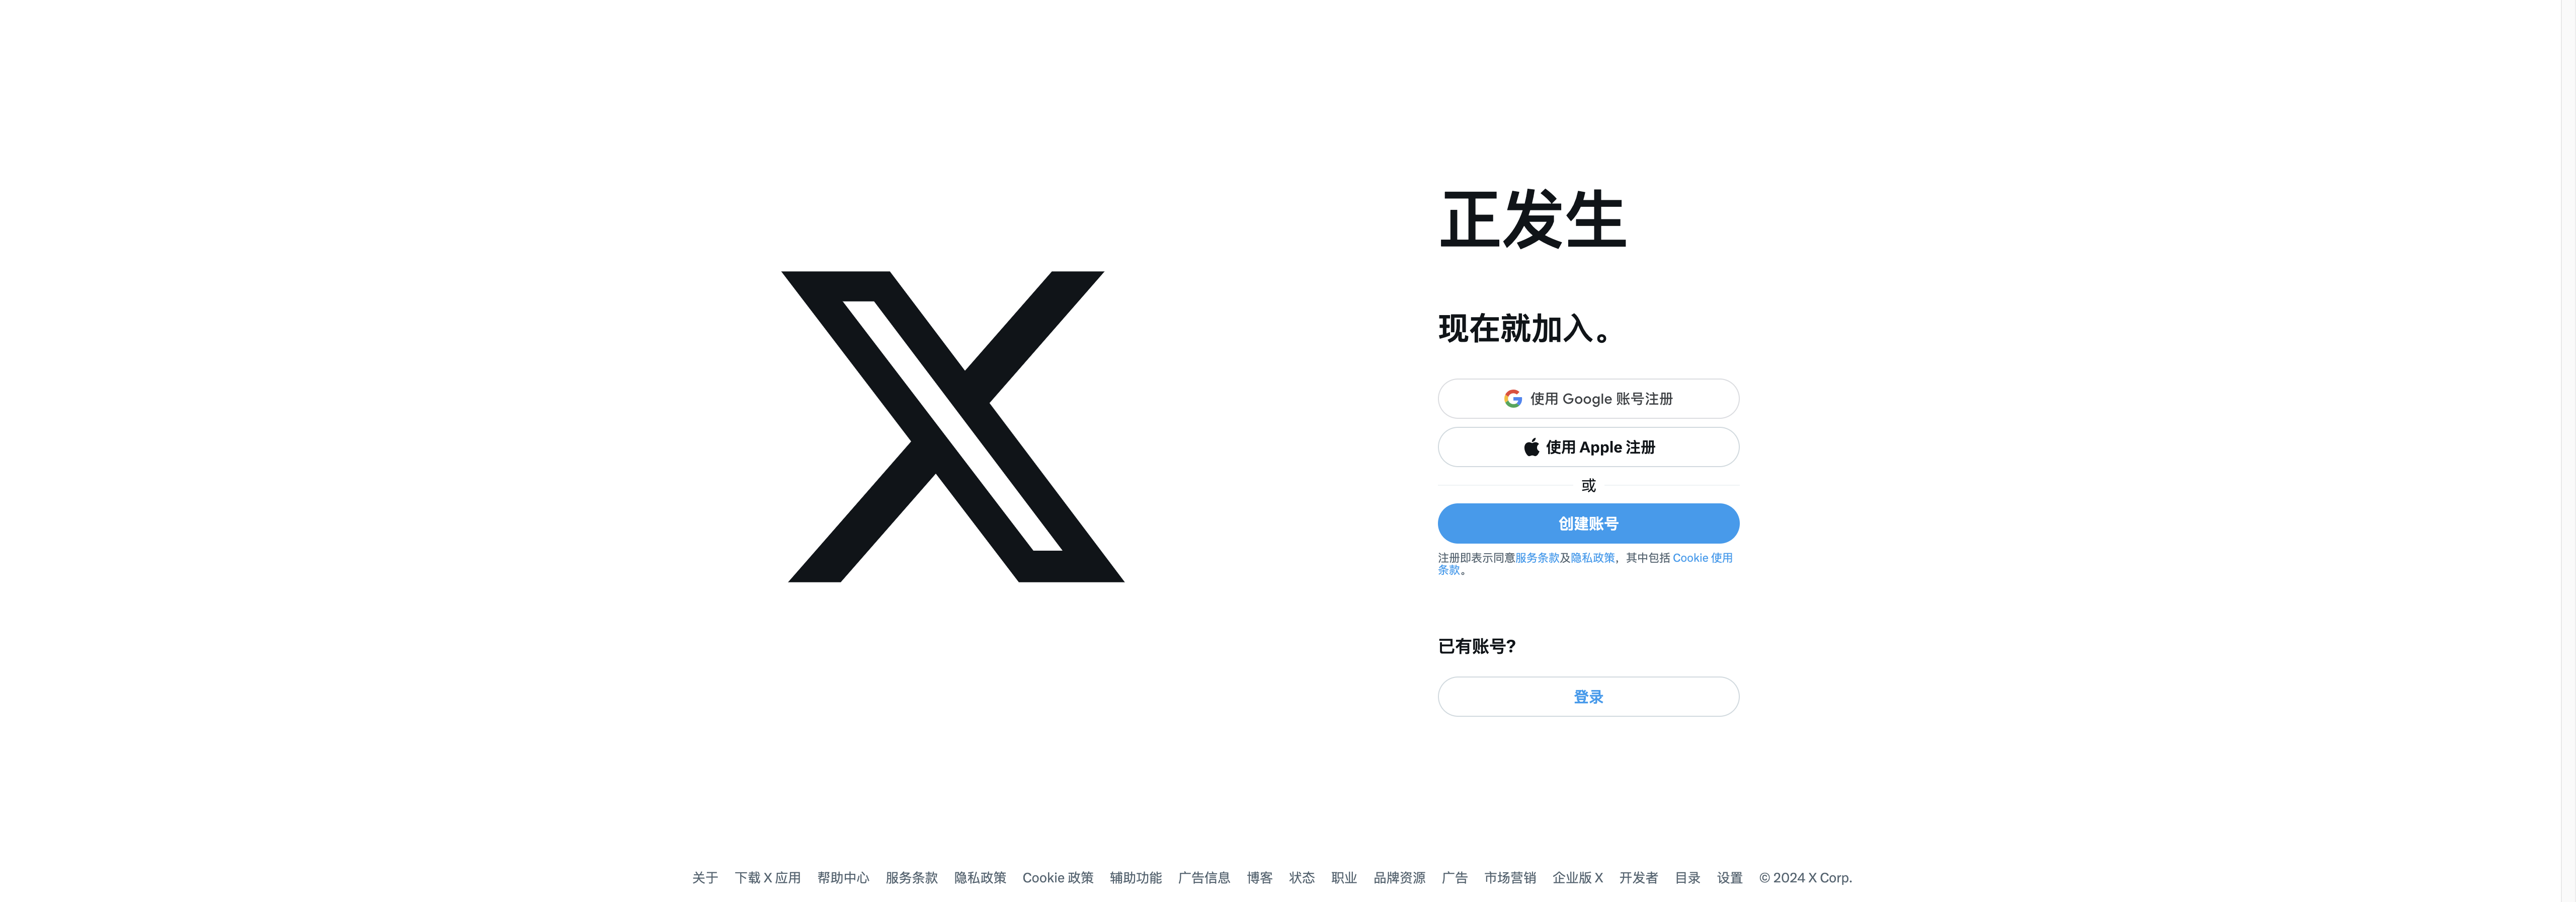 正发生
现在就加入。
使用 Google 账号注册
使用 Apple 注册
或
创建账号
注册即表示同意服务条款及隐私政策，其中包括 Cookie 使用
条款。
已有账号?
登录
关于 下载 X 应用 帮助中心 服务条款 隐私政策 Cookie 政策 辅助功能 广告信息 博客 状态 职业 品牌资源 广告 市场营销 企业版 X 开发者 目录 设置 © 2024 X Corp.